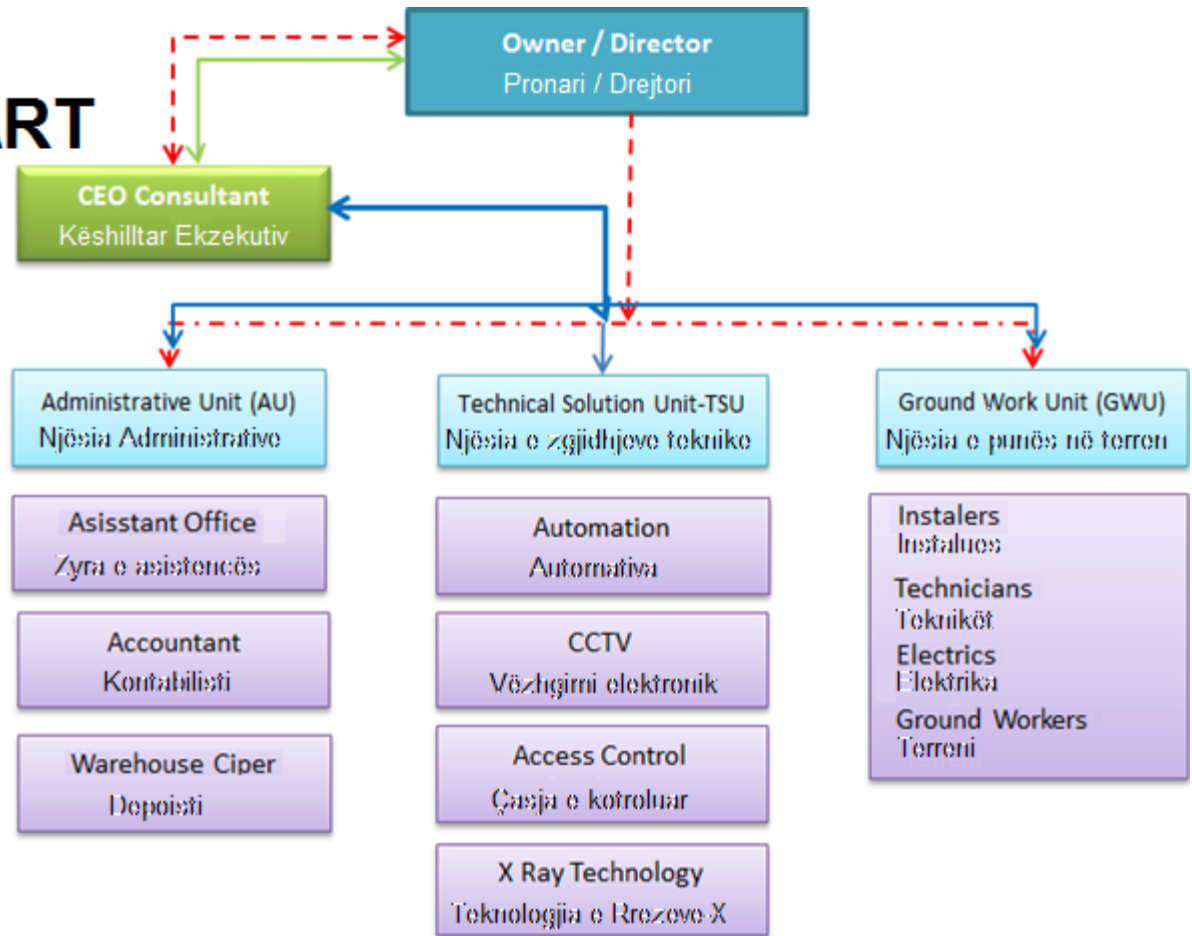 Owner / Director
Pronari / Drejtori
ART
CEO Consultant
Këshilltar Ekzekutiv
Administrative Unit (AU)
Njësia Administrative
Technical Solution Unit-TSU
Njësia e zgjidhjeve teknike
Ground Work Unit (GWU)
Njësia e punës në terren
Asisstant Office
Zyra e asistencës
Accountant
Kontabilisti
Warehouse Ciper
Depoisti
Automation
Automativa
CCTV
Vëzhgimi elektronik
Access Control
Çasja e kotroluar
X Ray Technology
Teknologjia e Rrezeve-X
Instalers
Instalues
Technicians
Teknikët
Electrics
Elektrika
Ground Workers
Terreni